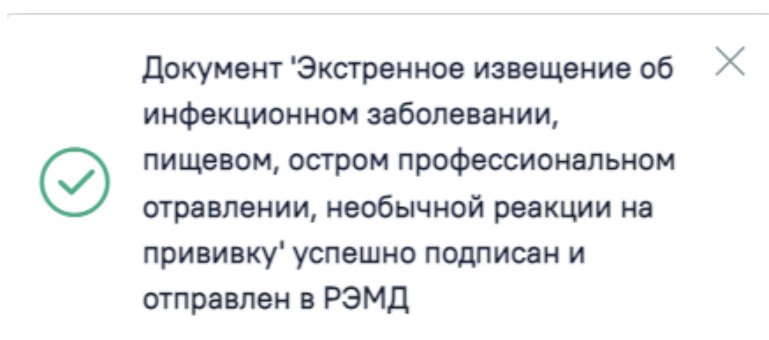 Документ 'Экстренное извещение об
инфекционном заболевании,
пищевом, остром профессиональном
отравлении, необычной реакции на
прививку' успешно подписан и
отправлен в РЭМД